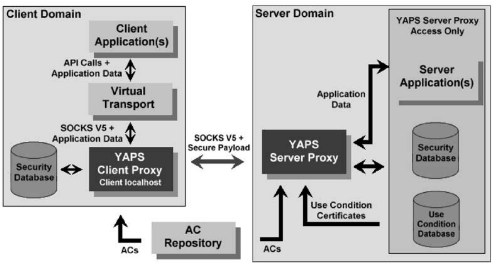 Client Domain
Client
Application(s)
API Calls +
Application Data
Virtual
Transport
SOCKS V5 +
Application Data
Security
Database
YAPS
Client Proxy
Client localhost
ACs
AC
Repository
SOCKS V5 +
Secure Payload
Server Domain
YAPS Server Proxy
Access Only
Server
Application(s)
Application
Data
YAPS
Server Proxy
Security
Database
Use Condition
Certificates
Use
Condition
Database
ACs